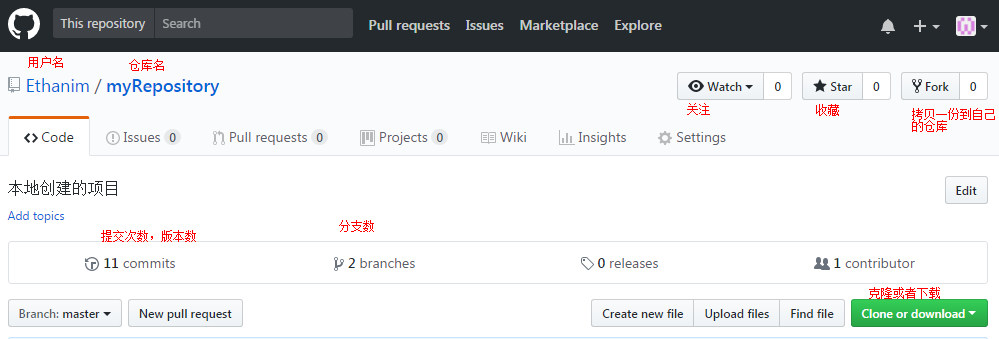 This repository Search Pull requests Issues Marketplace Explore
用户名 仓库名
Ethanim / myRepository Watch 0 Star 0 Fork 0
关注 收藏 拷贝一份到自己
的仓库
Code Issues 0 Pull requests 0 Projects 0 Wiki Insights Settings
本地创建的项目 Edit
Add topics
提交次数，版本数 分支数
11 commits 2 branches 0 releases 1 contributor
克隆或者下载
Branch: master New pull request Create new file Upload files Find file Clone or download